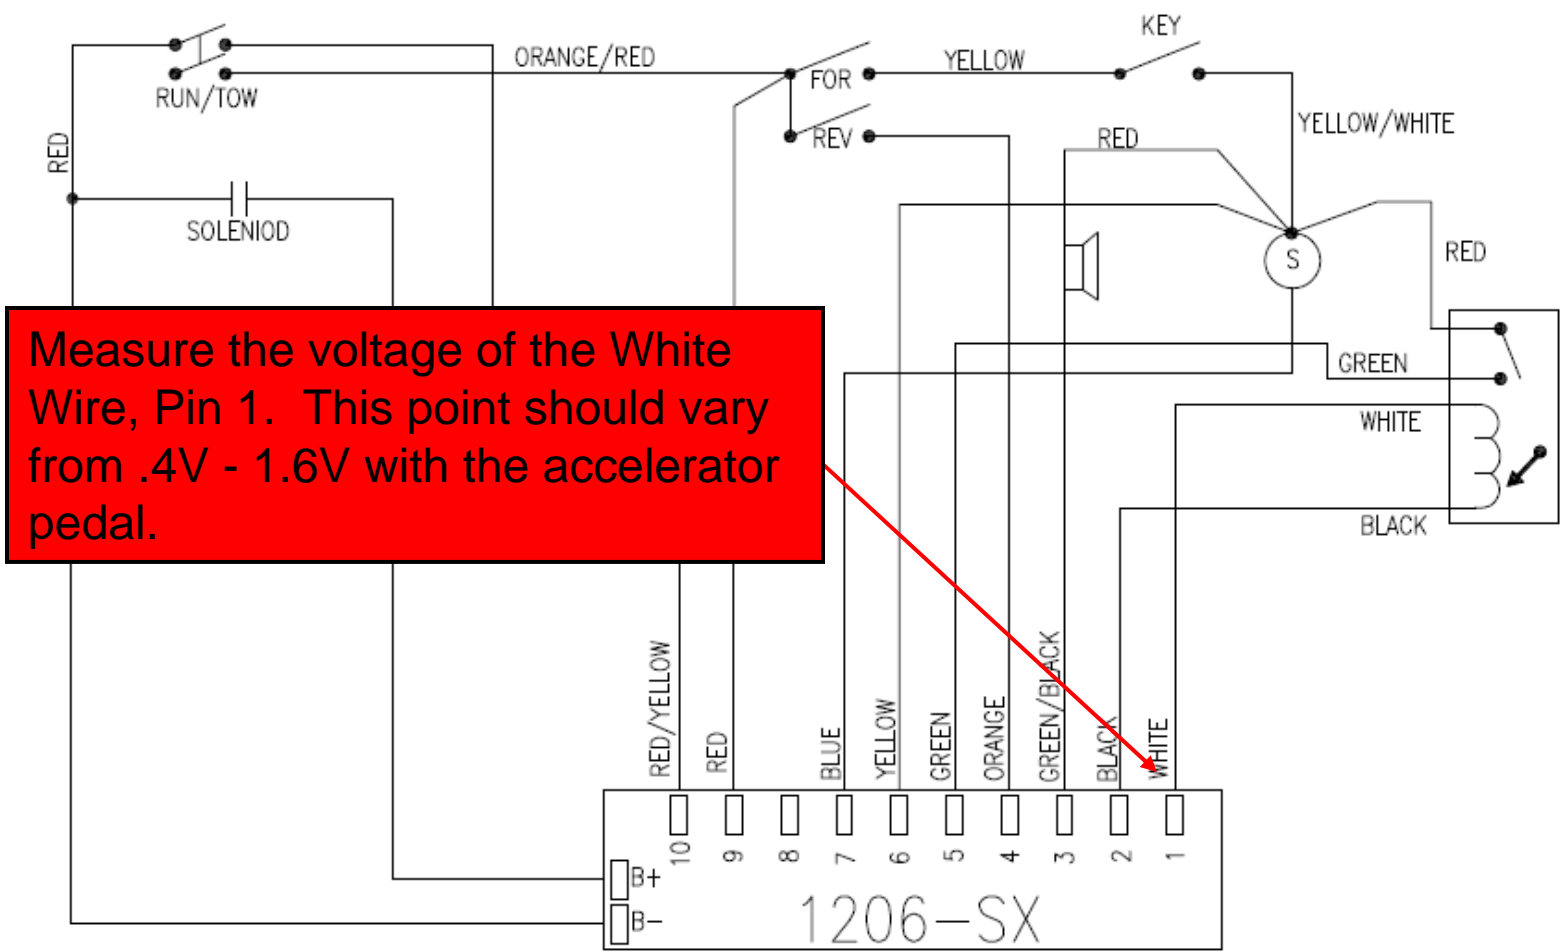 KEY
ORANGE/RED
YELLOW
FOR
RUN/TOW
YELLOW/WHITE
RED
REV
RED
SOLENIOD
S
RED
Measure the voltage of the White
Wire, Pin 1.  This point should vary
from .4V - 1.6V with the accelerator
pedal.
GREEN
WHITE
BLACK
RED/YELLOW
RED
BLUE
YELLOW
GREEN
ORANGE
GREEN/BLACK
BLACK
WHITE
10
9
8
7
6
5
4
3
2
1
B+
B-
1206-SX